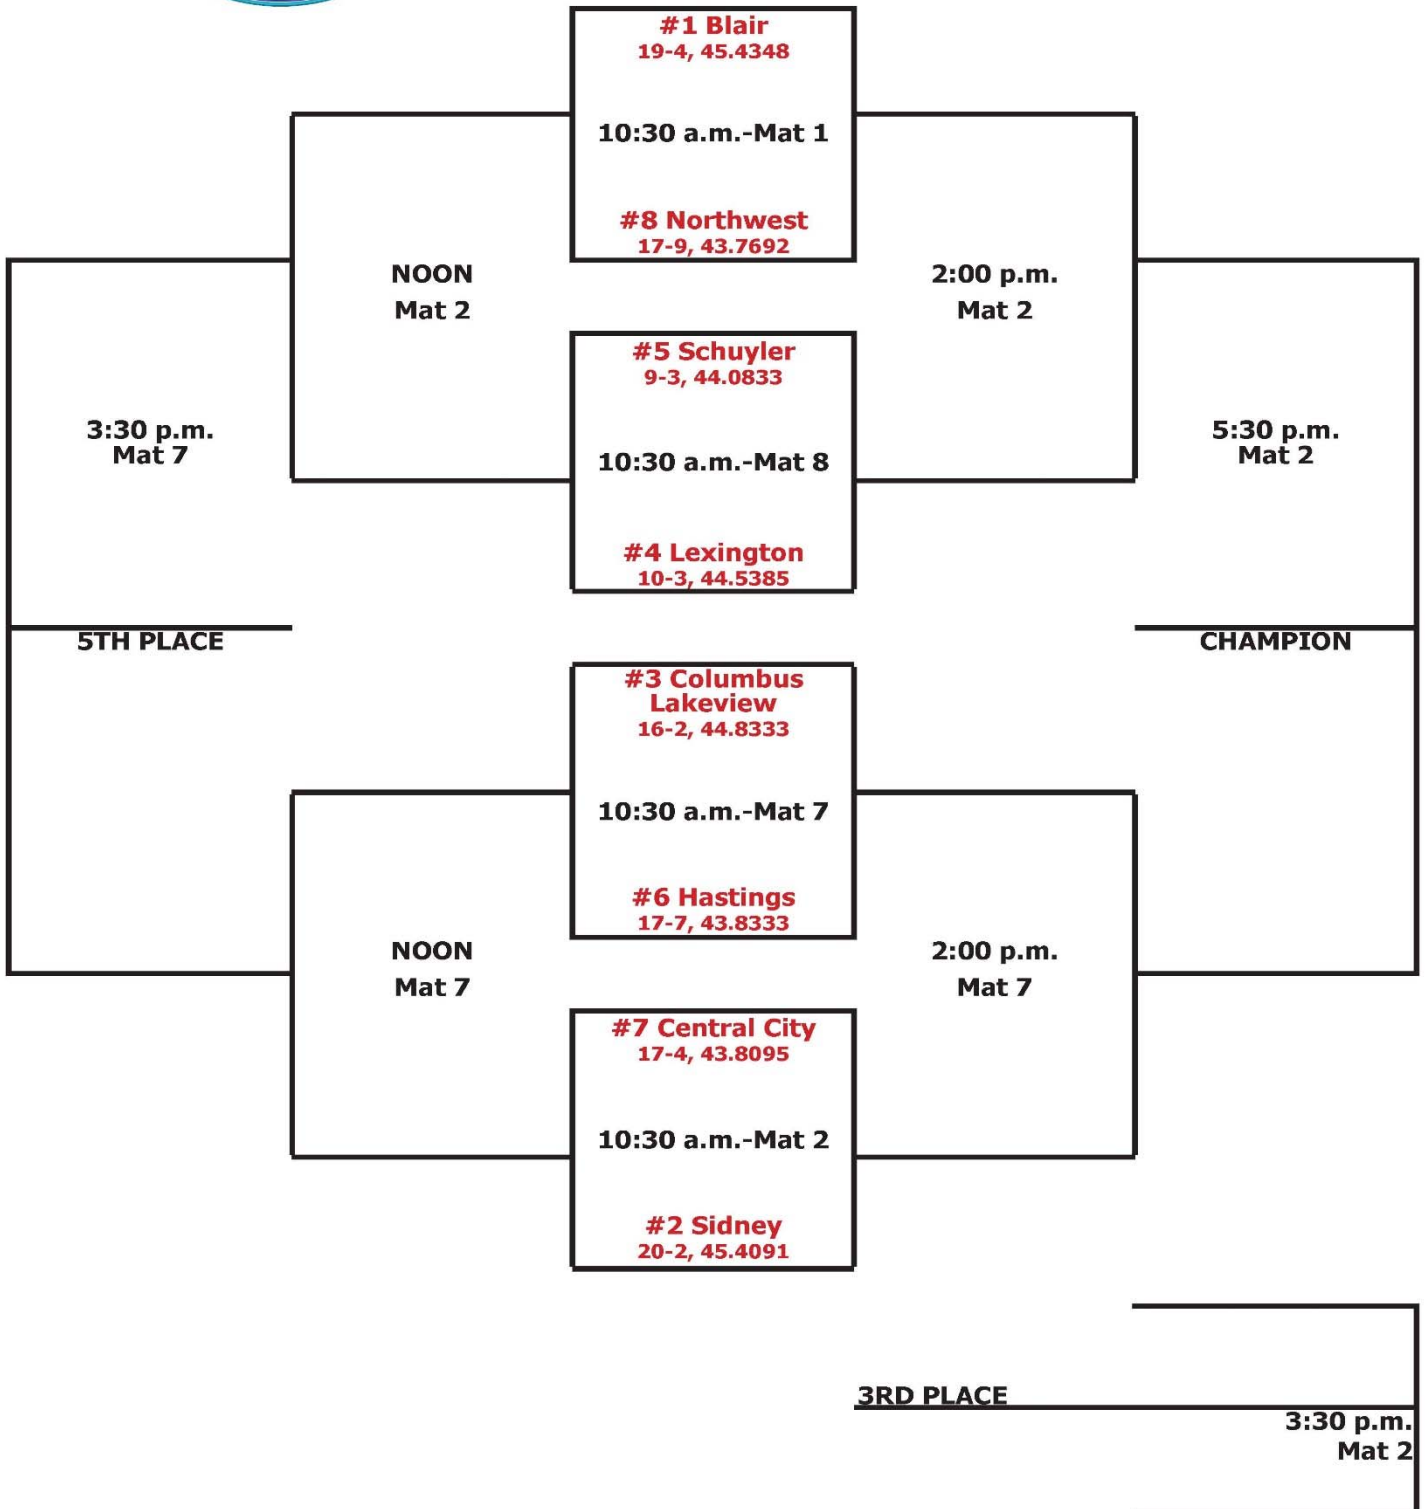 #1 Blair
19-4, 45.4348
10:30 a.m.-Mat 1
#8 Northwest
17-9, 43.7692
NOON
Mat 2
2:00 p.m.
Mat 2
#5 Schuyler
9-3, 44.0833
3:30 p.m.
Mat 7
10:30 a.m.-Mat 8
5:30 p.m.
Mat 2
#4 Lexington
10-3, 44.5385
5TH PLACE
CHAMPION
#3 Columbus
Lakeview
16-2, 44.8333
10:30 a.m.-Mat 7
#6 Hastings
17-7, 43.8333
NOON
Mat 7
2:00 p.m.
Mat 7
#7 Central City
17-4, 43.8095
10:30 a.m.-Mat 2
#2 Sidney
20-2, 45.4091
3RD PLACE
3:30 p.m.
Mat 2